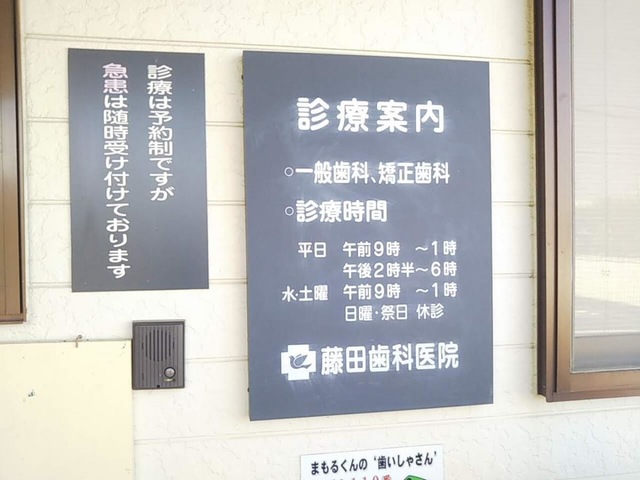 診療は予約制ですが
急患は随時受け付けております
診療案内
○一般歯科、矯正歯科
○診療時間
平日 午前9時 ～1時
午後2時半～6時
水・土曜 午前9時 ～1時
日曜・祭日 休診
藤田歯科医院
まもるくんの‘歯いしゃさん’